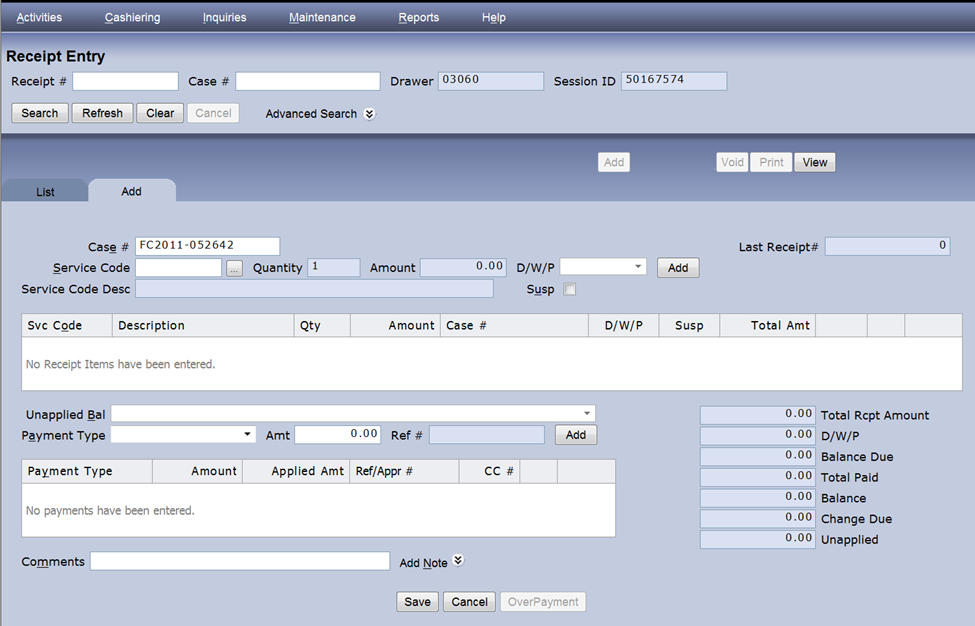 Activities Cashiering Inquiries Maintenance Reports Help
Receipt Entry
Receipt # Case # Drawer 03060 Session ID 50167574
Search Refresh Clear Cancel Advanced Search
Add Void Print View
List Add
Case # FC2011-052642 Last Receipt# 0
Service Code ... Quantity 1 Amount 0.00 D/W/P Add
Service Code Desc Susp
Svc Code Description Qty Amount Case # D/W/P Susp Total Amt
No Receipt Items have been entered.
Unapplied Bal 0.00 Total Rcpt Amount
Payment Type Amt 0.00 Ref # Add 0.00 D/W/P
0.00 Balance Due
Payment Type Amount Applied Amt Ref/Appr # CC # 0.00 Total Paid
0.00 Balance
No payments have been entered. 0.00 Change Due
0.00 Unapplied
Comments Add Note
Save Cancel OverPayment